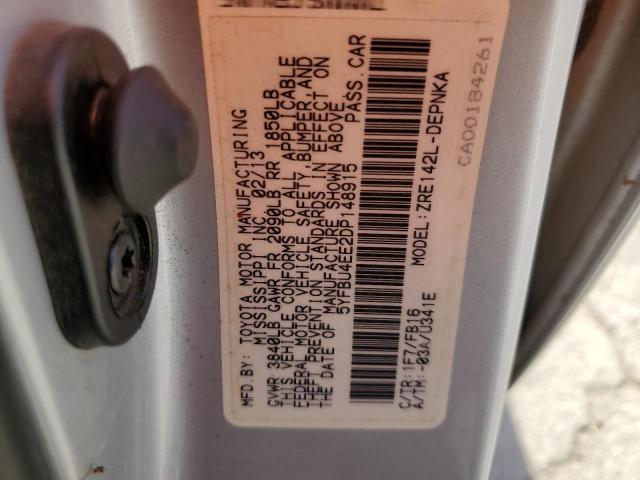 MFD.BY: TOYOTA MOTOR MANUFACTURING
MISSISSIPPI INC 02/13
GVWR 3840LB GAWR FR 2090LB RR 1850LB
THIS VEHICLE CONFORMS TO ALL APPLICABLE
FEDERAL MOTOR VEHICLE SAFETY, BUMPER, AND
THEFT PREVENTION STANDARDS IN EFFECT ON
THE DATE OF MANUFACTURE SHOWN ABOVE.
5YFBU4EE2DP148915 PASS.CAR
C/TR:1F7/FB16 MODEL:ZRE142L-DEPNKA
A/TM:-03A/U341E
CA00184261